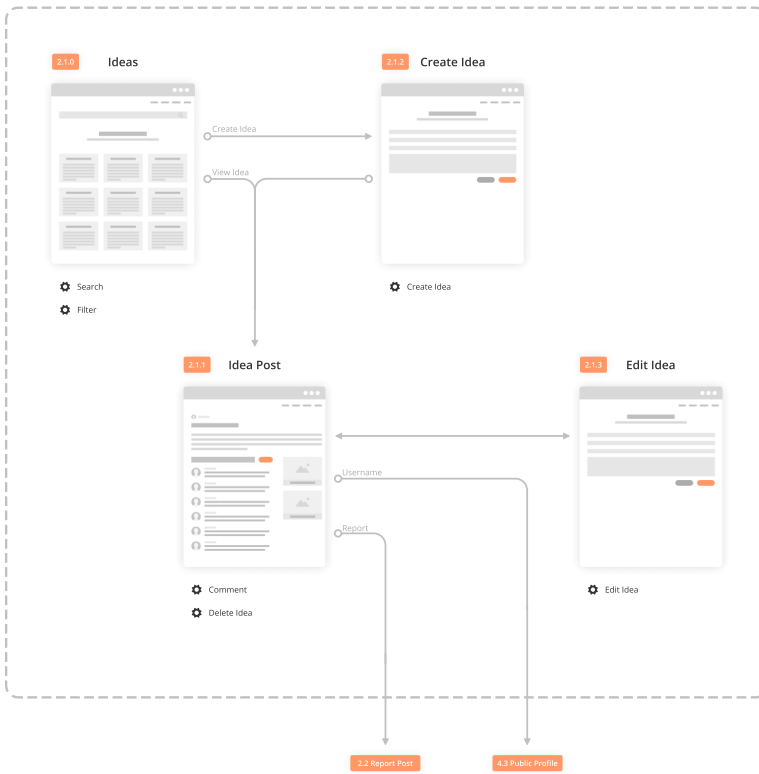 2.1.0 Ideas
2.1.2 Create Idea
Create Idea
View Idea
Search
Filter
Create Idea
2.1.1 Idea Post
2.1.3 Edit Idea
Username
Report
Comment
Delete Idea
Edit Idea
2.2 Report Post
4.3 Public Profile